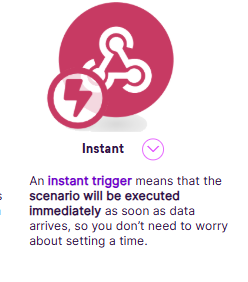 Instant
An instant trigger means that the
scenario will be executed
immediately as soon as data
arrives, so you don't need to worry
about setting a time.